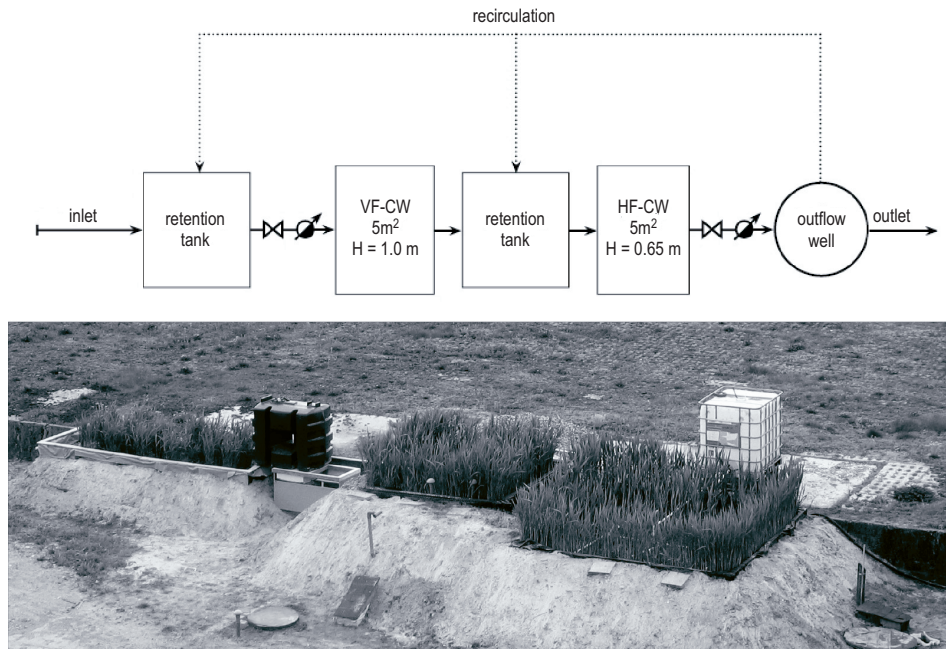 recirculation
inlet
retention
tank
VF-CW
5m²
H = 1.0 m
retention
tank
HF-CW
5m²
H = 0.65 m
outflow
well
outlet